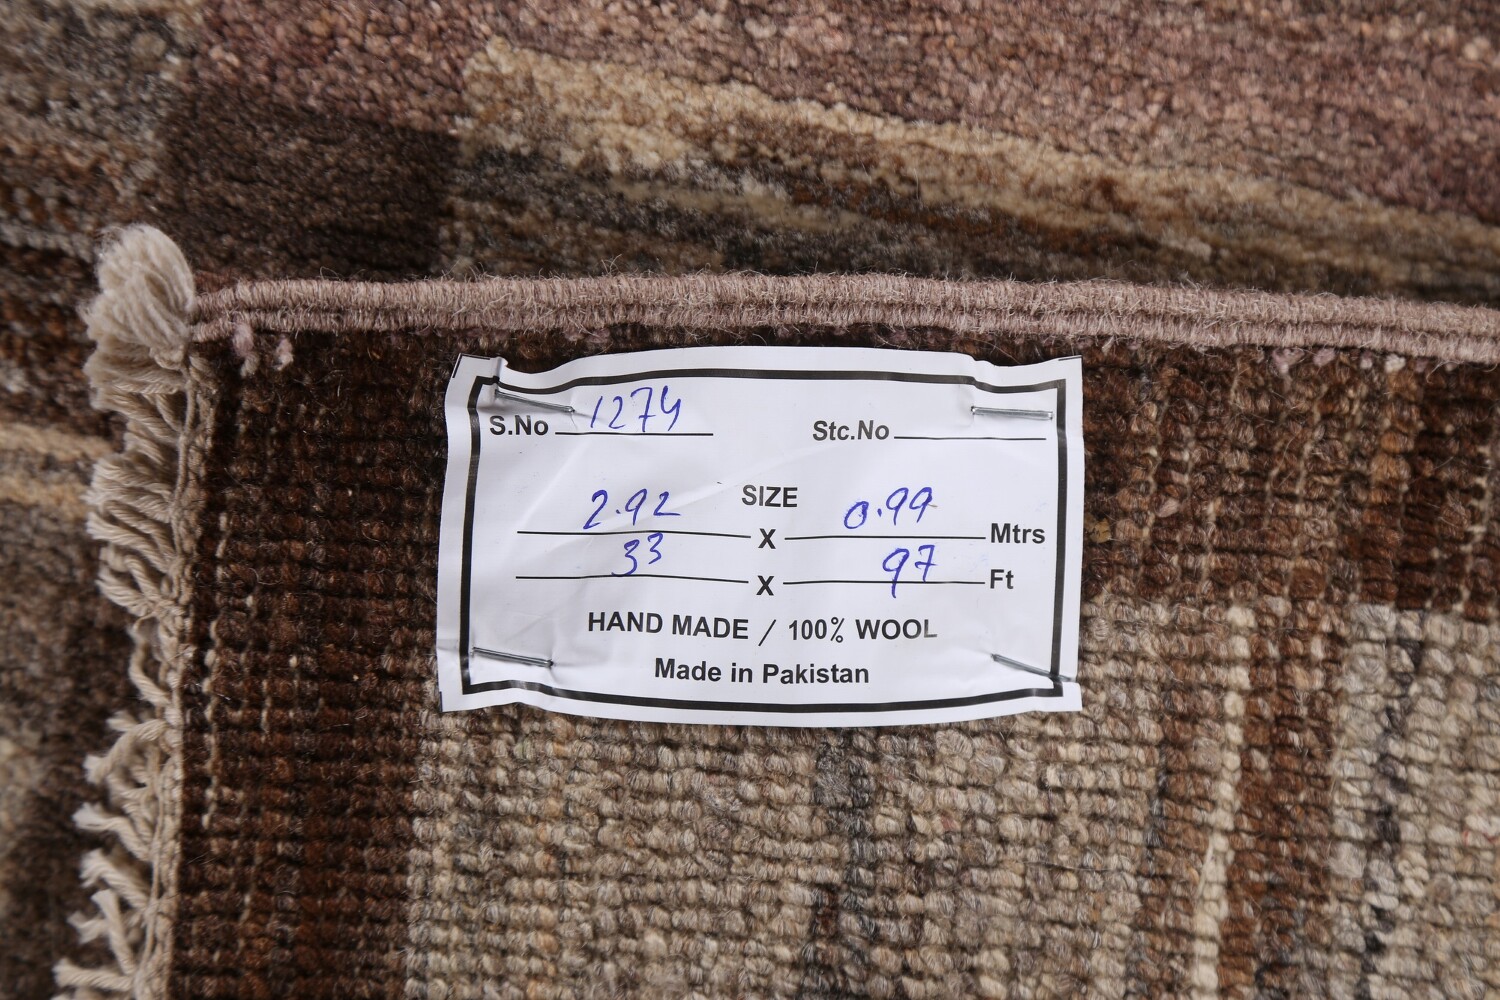 S.No 1274 Stc.No
SIZE
2.92 X 0.99 Mtrs
33 X 97 Ft
HAND MADE / 100% WOOL
Made in Pakistan